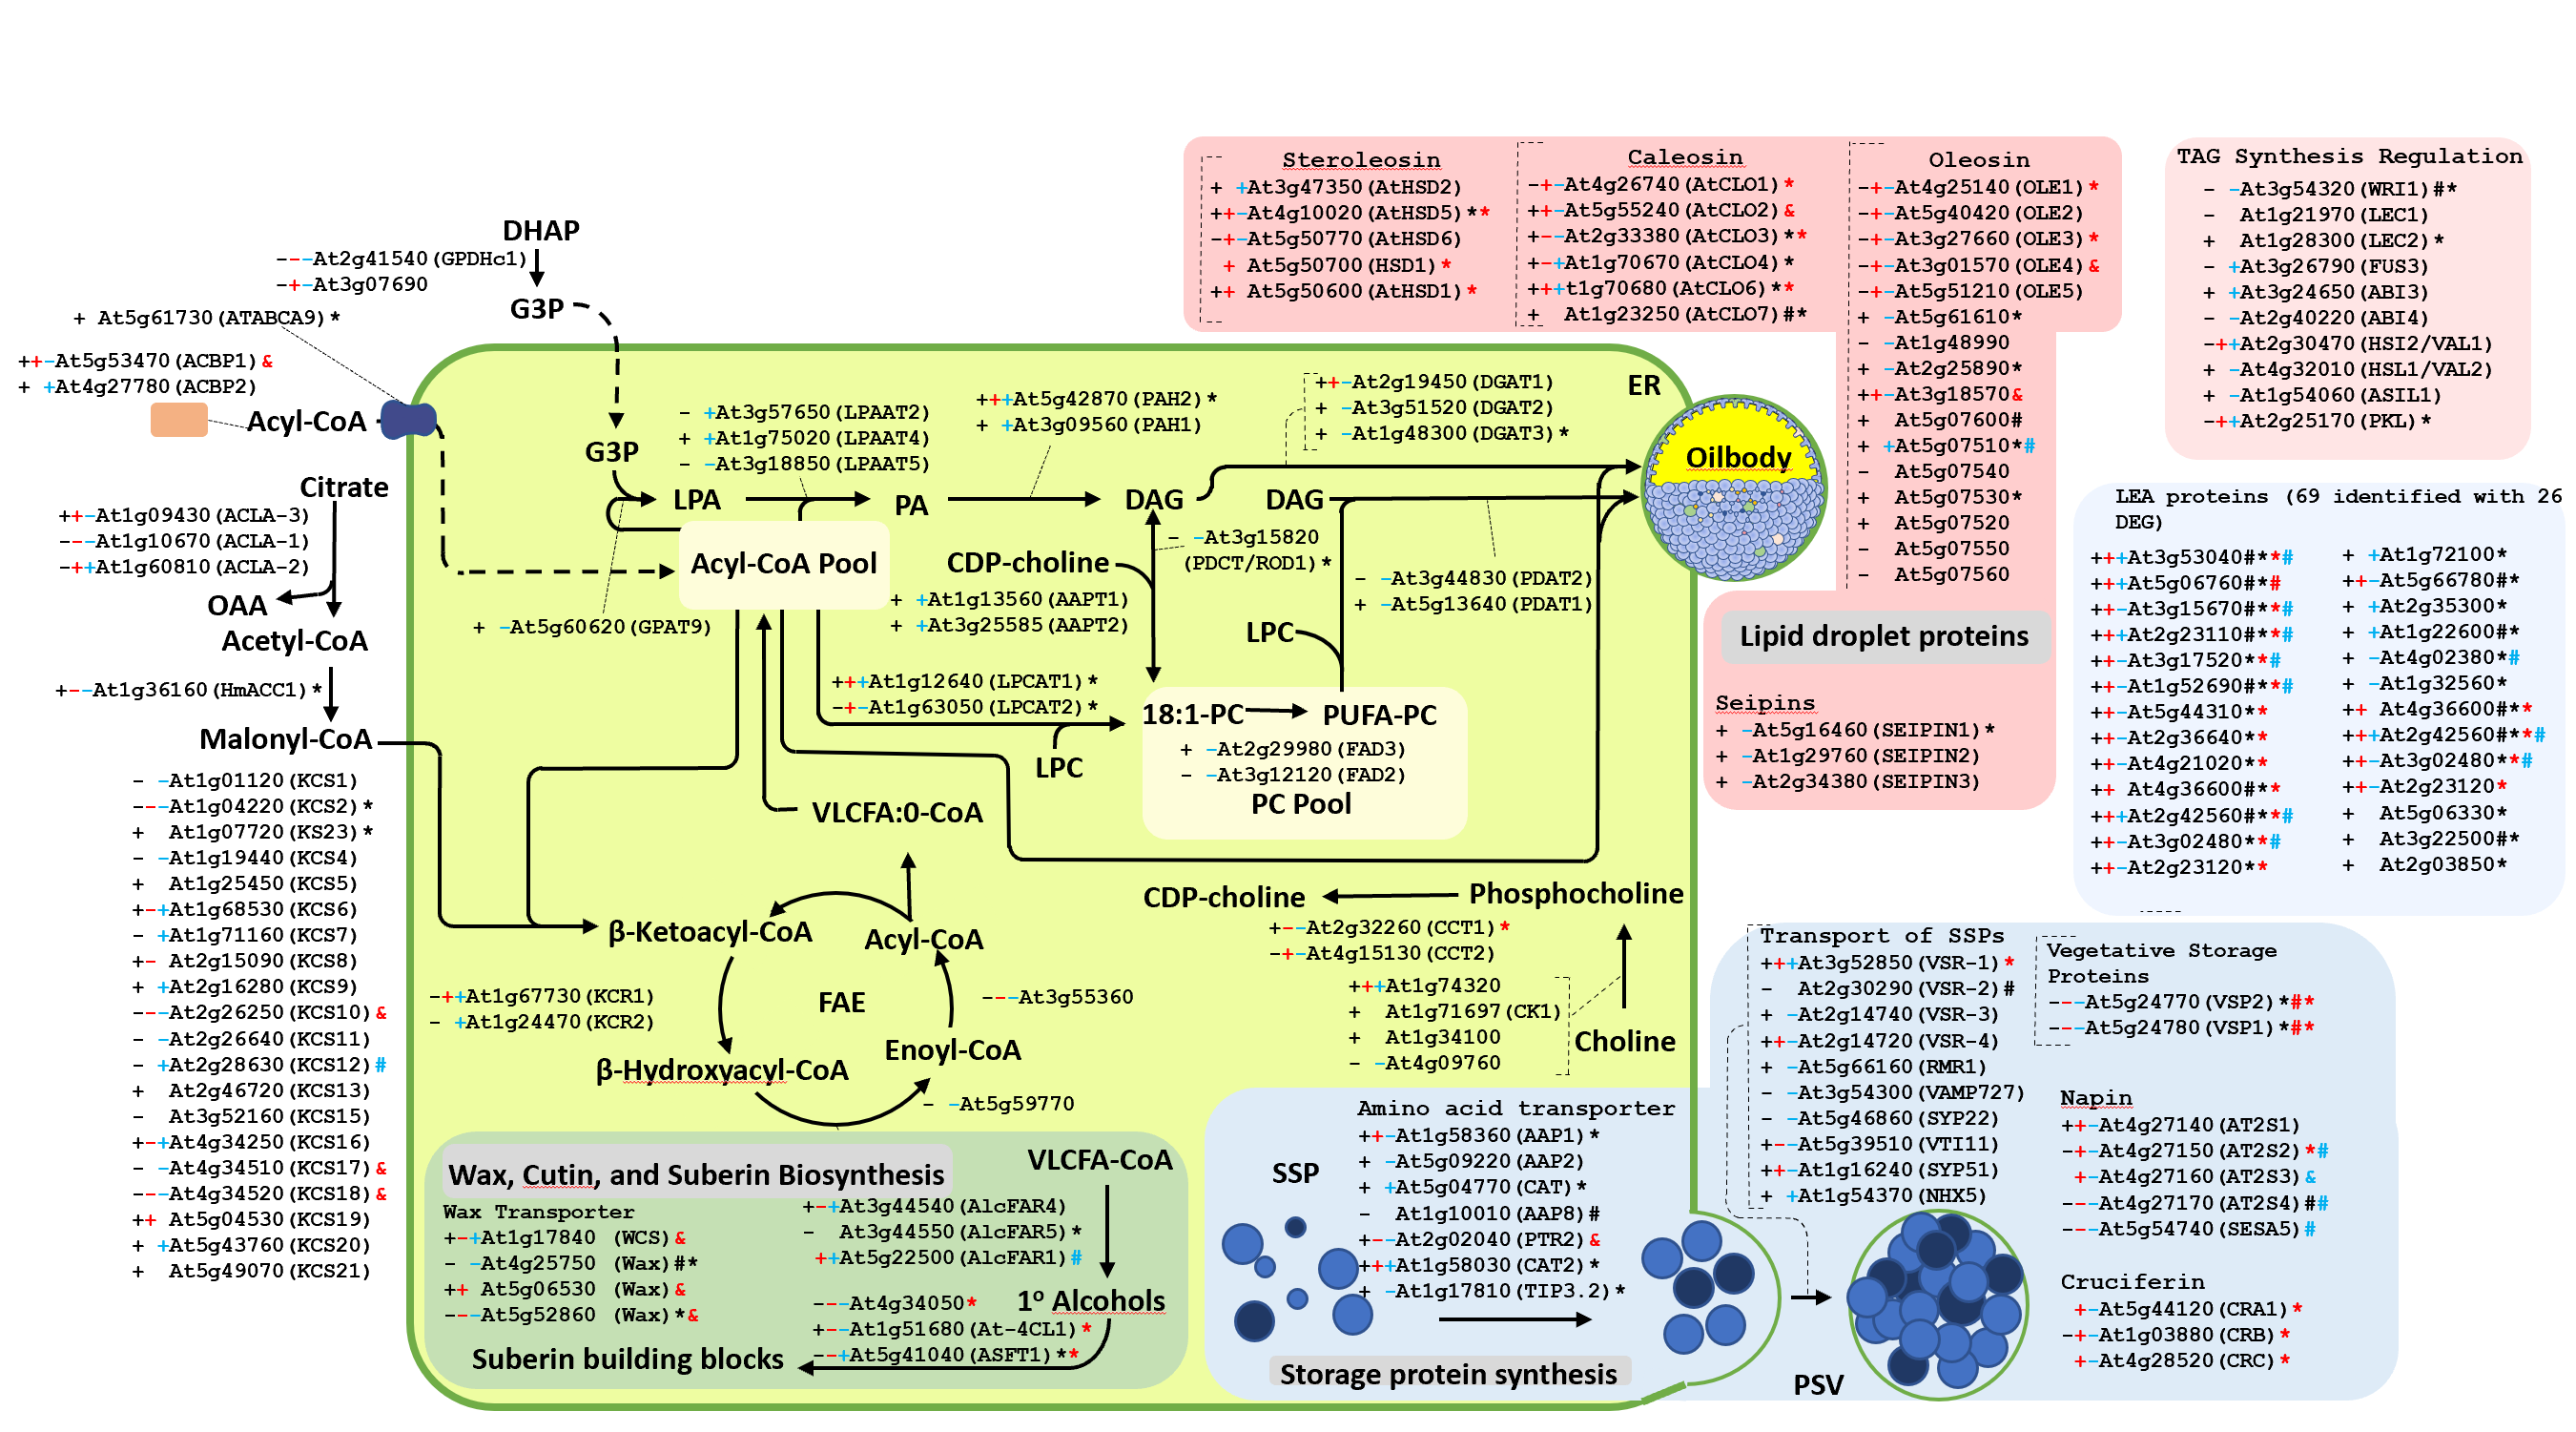 DHAP
---At2g41540(GPDHc1)
-+-At3g07690
G3P
+ At5g61730(ATABCA9)*
++-At5g53470(ACBP1)&
+ +At4g27780(ACBP2)
Acyl-CoA
Citrate
++-At1g09430(ACLA-3)
---At1g10670(ACLA-1)
-++At1g60810(ACLA-2)
OAA
Acetyl-CoA
+--At1g36160(HmACC1)*
Malonyl-CoA
- -At1g01120(KCS1)
---At1g04220(KCS2)*
+  At1g07720(KS23)*
- -At1g19440(KCS4)
+  At1g25450(KCS5)
+-+At1g68530(KCS6)
- +At1g71160(KCS7)
+- At2g15090(KCS8)
+ +At2g16280(KCS9)
---At2g26250(KCS10)&
- -At2g26640(KCS11)
- +At2g28630(KCS12)#
+  At2g46720(KCS13)
-  At3g52160(KCS15)
+-+At4g34250(KCS16)
- -At4g34510(KCS17)&
---At4g34520(KCS18)&
++ At5g04530(KCS19)
+ +At5g43760(KCS20)
+  At5g49070(KCS21)
ER
G3P
- +At3g57650(LPAAT2)
+ +At1g75020(LPAAT4)
- -At3g18850(LPAAT5)
+++At5g42870(PAH2)*
+ +At3g09560(PAH1)
++-At2g19450(DGAT1)
+ -At3g51520(DGAT2)
+ -At1g48300(DGAT3)*
LPA
PA
DAG
DAG
Oilbody
Acyl-CoA Pool
+ -At5g60620(GPAT9)
CDP-choline
+ +At1g13560(AAPT1)
+ +At3g25585(AAPT2)
- -At3g15820
(PDCT/ROD1)*
- -At3g44830(PDAT2)
+ -At5g13640(PDAT1)
LPC
+++At1g12640(LPCAT1)*
-+-At1g63050(LPCAT2)*
LPC
18:1-PC
PUFA-PC
+ -At2g29980(FAD3)
- -At3g12120(FAD2)
PC Pool
VLCFA:0-CoA
β-Ketoacyl-CoA
Acyl-CoA
FAE
-++At1g67730(KCR1)
- +At1g24470(KCR2)
---At3g55360
β-Hydroxyacyl-CoA
Enoyl-CoA
- -At5g59770
CDP-choline
Phosphocholine
+--At2g32260(CCT1)*
-+-At4g15130(CCT2)
+++At1g74320
+  At1g71697(CK1)
+  At1g34100
- -At4g09760
Choline
Wax, Cutin, and Suberin Biosynthesis
VLCFA-CoA
Wax Transporter
+-+At1g17840 (WCS)&
- -At4g25750 (Wax)#*
++ At5g06530 (Wax)&
---At5g52860 (Wax)*&
+-+At3g44540(AlcFAR4)
-  At3g44550(AlcFAR5)*
++At5g22500(AlcFAR1)#
---At4g34050*
+--At1g51680(At-4CL1)*
--+At5g41040(ASFT1)**
1º Alcohols
Suberin building blocks
SSP
Amino acid transporter
++-At1g58360(AAP1)*
+ -At5g09220(AAP2)
+ +At5g04770(CAT)*
-  At1g10010(AAP8)#
+--At2g02040(PTR2)&
+++At1g58030(CAT2)*
+ -At1g17810(TIP3.2)*
Storage protein synthesis
Steroleosin
+ +At3g47350(AtHSD2)
++-At4g10020(AtHSD5)**
-+-At5g50770(AtHSD6)
+ At5g50700(HSD1)*
++ At5g50600(AtHSD1)*
Caleosin
-+-At4g26740(AtCLO1)*
++-At5g55240(AtCLO2)&
+--At2g33380(AtCLO3)**
+-+At1g70670(AtCLO4)*
+++t1g70680(AtCLO6)**
+  At1g23250(AtCLO7)#*
Oleosin
-+-At4g25140(OLE1)*
-+-At5g40420(OLE2)
-+-At3g27660(OLE3)*
-+-At3g01570(OLE4)&
-+-At5g51210(OLE5)
+ -At5g61610*
- -At1g48990
+ -At2g25890*
++-At3g18570&
+  At5g07600#
+ +At5g07510*#
-  At5g07540
+  At5g07530*
+  At5g07520
-  At5g07550
-  At5g07560
Lipid droplet proteins
Seipins
+ -At5g16460(SEIPIN1)*
+ -At1g29760(SEIPIN2)
+ -At2g34380(SEIPIN3)
TAG Synthesis Regulation
- -At3g54320(WRI1)#*
-  At1g21970(LEC1)
+  At1g28300(LEC2)*
- +At3g26790(FUS3)
+ +At3g24650(ABI3)
- -At2g40220(ABI4)
-++At2g30470(HSI2/VAL1)
+ -At4g32010(HSL1/VAL2)
+ -At1g54060(ASIL1)
-++At2g25170(PKL)*
LEA proteins (69 identified with 26
DEG)
+++At3g53040#**#
+++At5g06760#*#
++-At3g15670#**#
+++At2g23110#**#
++-At3g17520**#
++-At1g52690#**#
++-At5g44310**
++-At2g36640**
++-At4g21020**
++ At4g36600#**
+++At2g42560#**#
++-At3g02480**#
++-At2g23120**
+ +At1g72100*
++-At5g66780#*
+ +At2g35300*
+ +At1g22600#*
+ -At4g02380*#
+ -At1g32560*
++ At4g36600#**
+++At2g42560#**#
++-At3g02480**#
++-At2g23120*
+  At5g06330*
+  At3g22500#*
+  At2g03850*
Transport of SSPs
+++At3g52850(VSR-1)*
-  At2g30290(VSR-2)#
+ -At2g14740(VSR-3)
++-At2g14720(VSR-4)
+ -At5g66160(RMR1)
- -At3g54300(VAMP727)
- -At5g46860(SYP22)
+--At5g39510(VTI11)
++-At1g16240(SYP51)
+ +At1g54370(NHX5)
Vegetative Storage
Proteins
---At5g24770(VSP2)*#*
---At5g24780(VSP1)*#*
Napin
++-At4g27140(AT2S1)
-+-At4g27150(AT2S2)*#
+-At4g27160(AT2S3)&
---At4g27170(AT2S4)##
---At5g54740(SESA5)#
Cruciferin
+-At5g44120(CRA1)*
-+-At1g03880(CRB)*
+-At4g28520(CRC)*
PSV